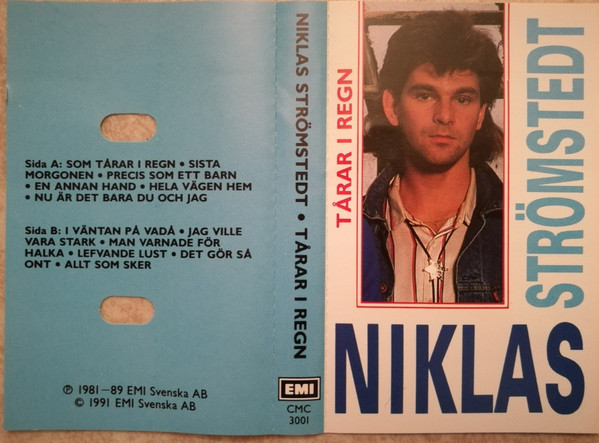 Sida A: SOM TÅRAR I REGN • SISTA
MORGONEN • PRECIS SOM ETT BARN
• EN ANNAN HAND • HELA VÄGEN HEM
• NU ÄR DET BARA DU OCH JAG
Sida B: I VÄNTAN PÅ VADÅ • JAG VILLE
VARA STARK • MAN VARNADE FÖR
HALKA • LEFVANDE LUST • DET GÖR SÅ
ONT • ALLT SOM SKER
℗ 1981—89 EMI Svenska AB
© 1991 EMI Svenska AB
NIKLAS STRÖMSTEDT • TÅRAR I REGN
EMI
CMC
3001
TÅRAR I REGN
NIKLAS
STRÖMSTEDT